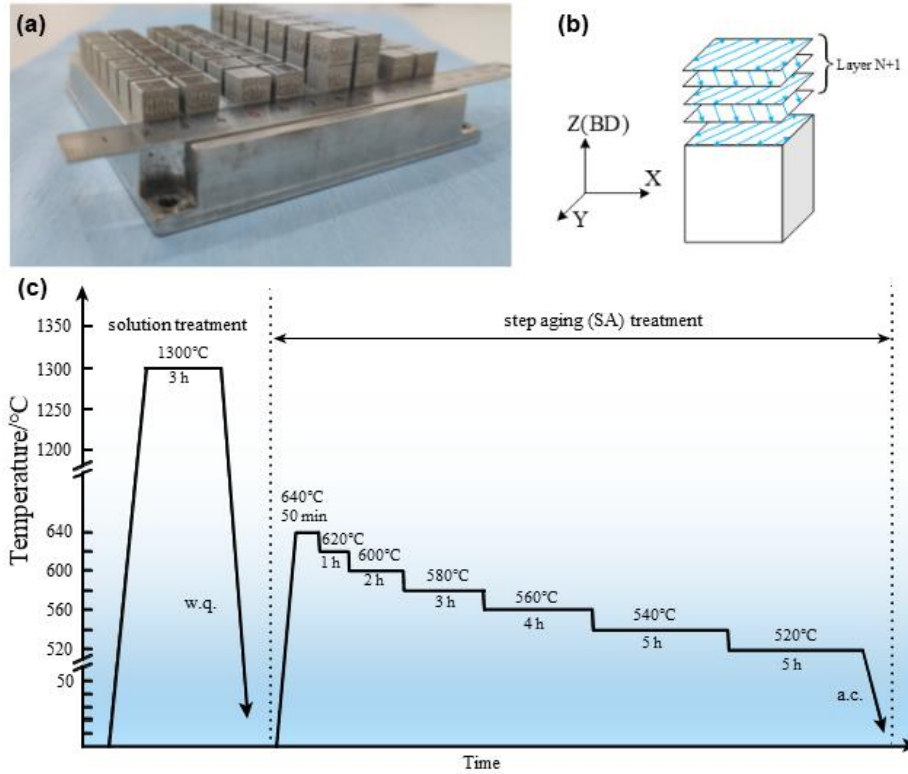 (a)
(b)
Layer N+1
Z(BD)
X
Y
(c)
Temperature/°C
1350
1300
1200
640
600
560
520
50
solution treatment
1300°C
3 h
w.q.
step aging (SA) treatment
640°C
50 min
620°C
1 h
600°C
2 h
580°C
3 h
560°C
4 h
540°C
5 h
520°C
5 h
a.c.
Time